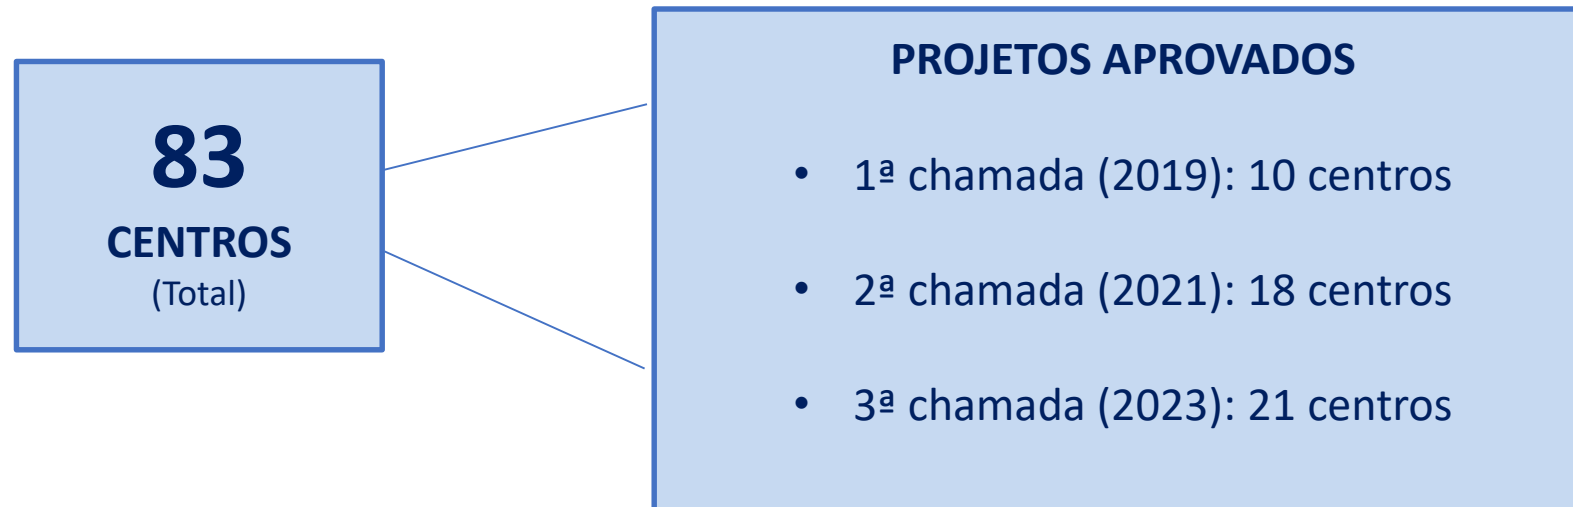 83
CENTROS
(Total)
PROJETOS APROVADOS
• 1ª chamada (2019): 10 centros
• 2ª chamada (2021): 18 centros
• 3ª chamada (2023): 21 centros